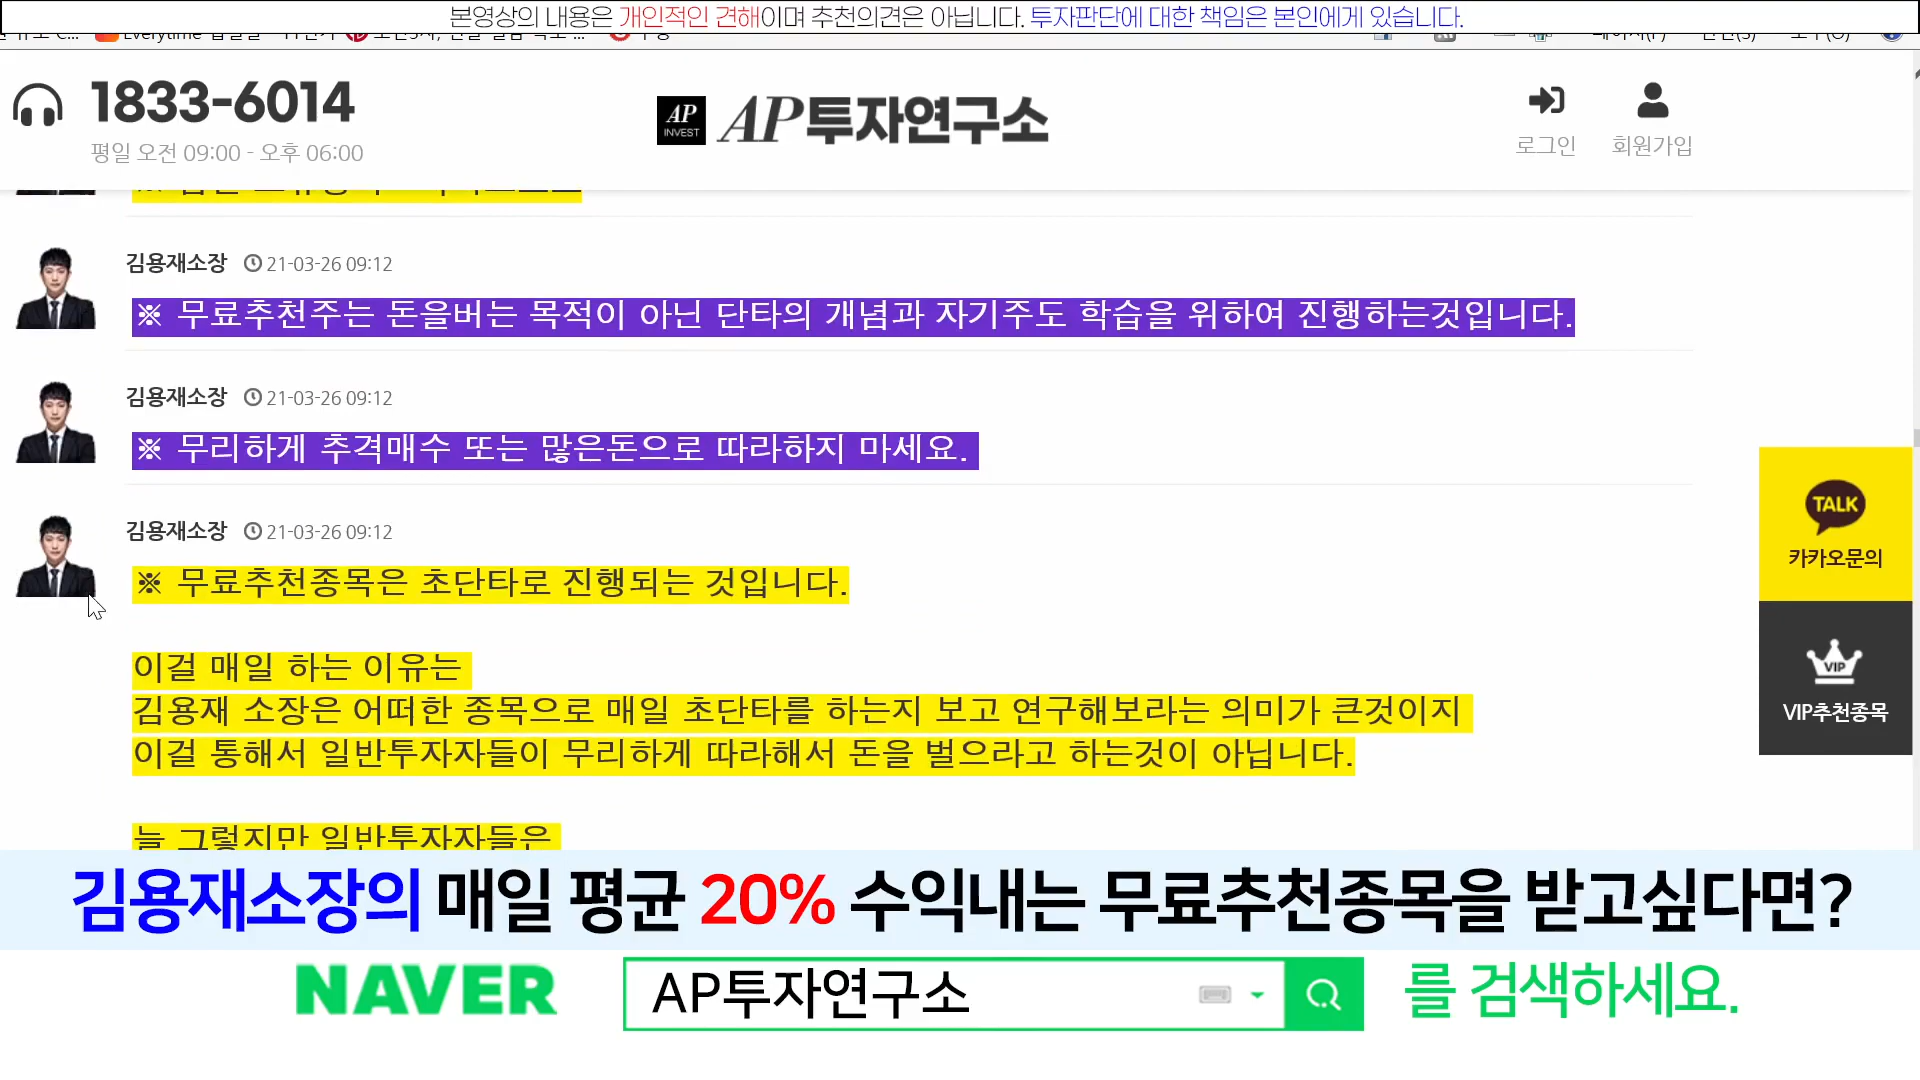 본영상의 내용은 개인적인 견해이며 추천의견은 아닙니다. 투자판단에 대한 책임은 본인에게 있습니다.
1833-6014
평일 오전 09:00 - 오후 06:00
AP INVEST AP투자연구소
로그인 회원가입
김용재소장 21-03-26 09:12
※ 무료추천주는 돈을버는 목적이 아닌 단타의 개념과 자기주도 학습을 위하여 진행하는것입니다.
김용재소장 21-03-26 09:12
※ 무리하게 추격매수 또는 많은돈으로 따라하지 마세요.
김용재소장 21-03-26 09:12
※ 무료추천종목은 초단타로 진행되는 것입니다.
이걸 매일 하는 이유는
김용재 소장은 어떠한 종목으로 매일 초단타를 하는지 보고 연구해보라는 의미가 큰것이지
이걸 통해서 일반투자자들이 무리하게 따라해서 돈을 벌으라고 하는것이 아닙니다.
늘 그렇지만 일반투자자들은
TALK
카카오문의
VIP
VIP추천종목
김용재소장의 매일 평균 20% 수익내는 무료추천종목을 받고싶다면?
NAVER AP투자연구소 를 검색하세요.